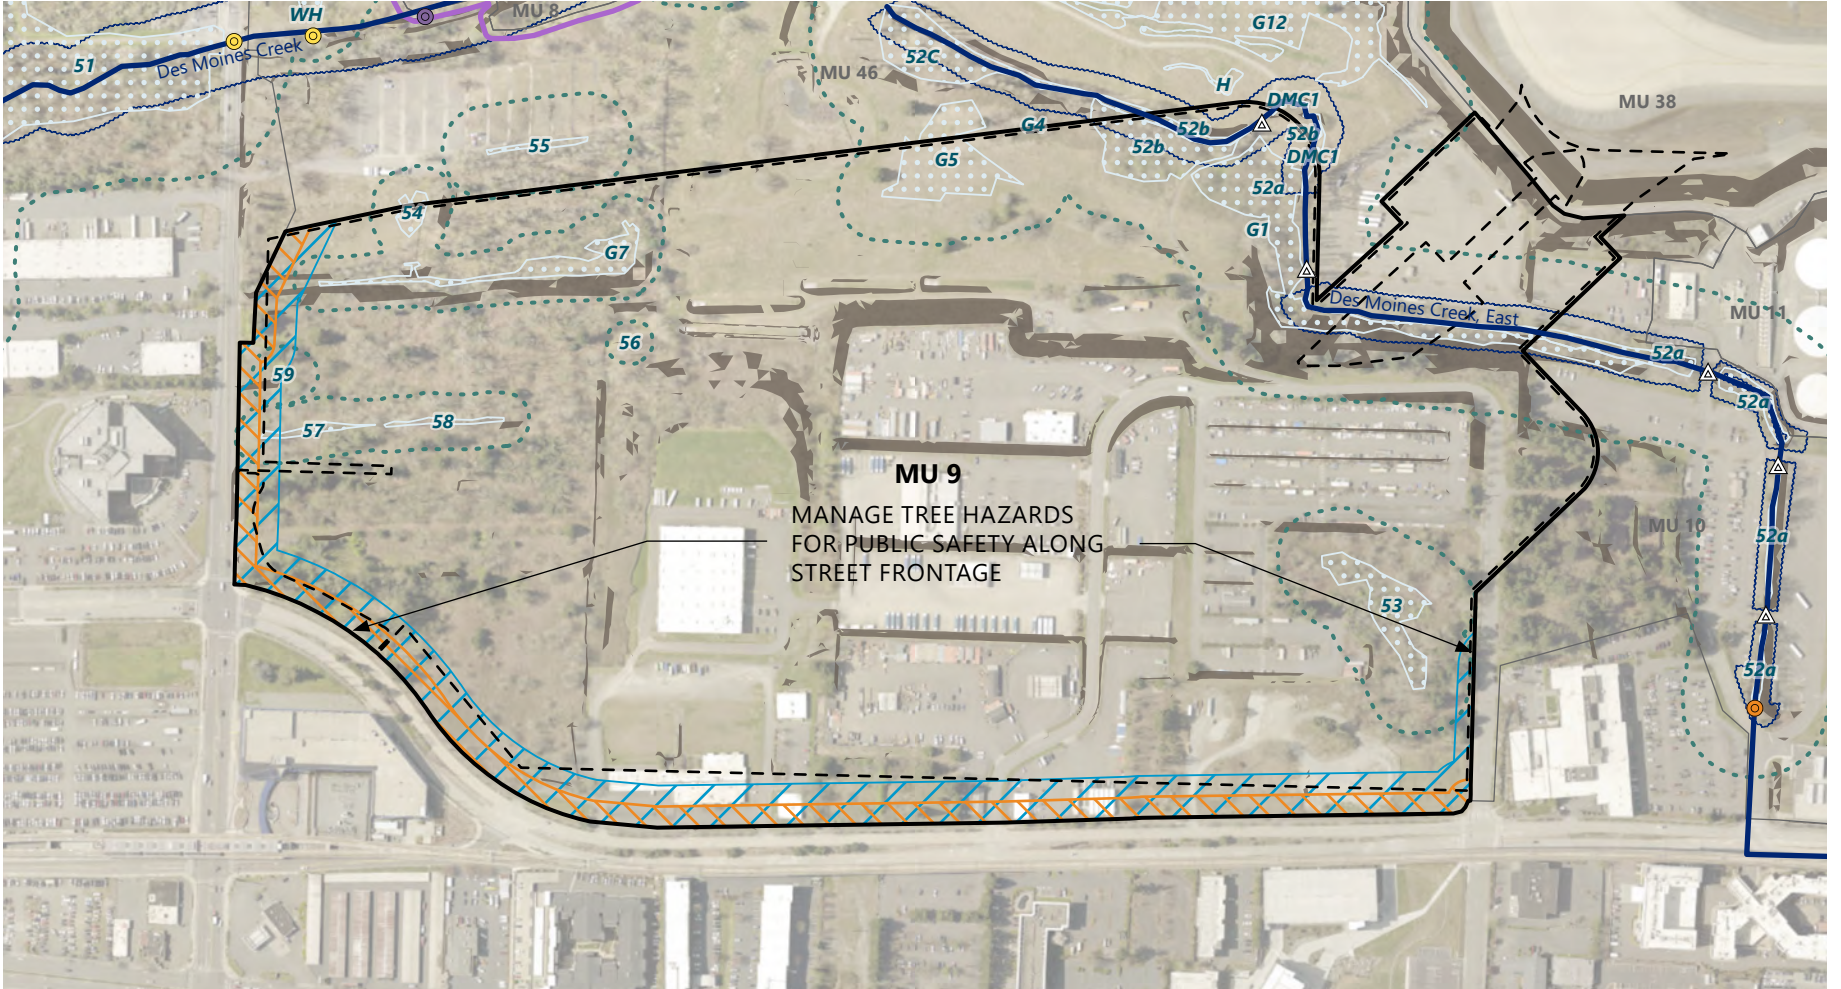 WH
MU 8
51
Des Moines Creek
52C
MU 46
G12
H
DMC1
MU 38
G4
52b
52b
52b
DMC1
55
G5
52a
54
G1
G7
Des Moines Creek, East
MU 11
56
52a
59
52a
57
58
MU 9
MANAGE TREE HAZARDS
FOR PUBLIC SAFETY ALONG
STREET FRONTAGE
MU 10
52a
53
52a